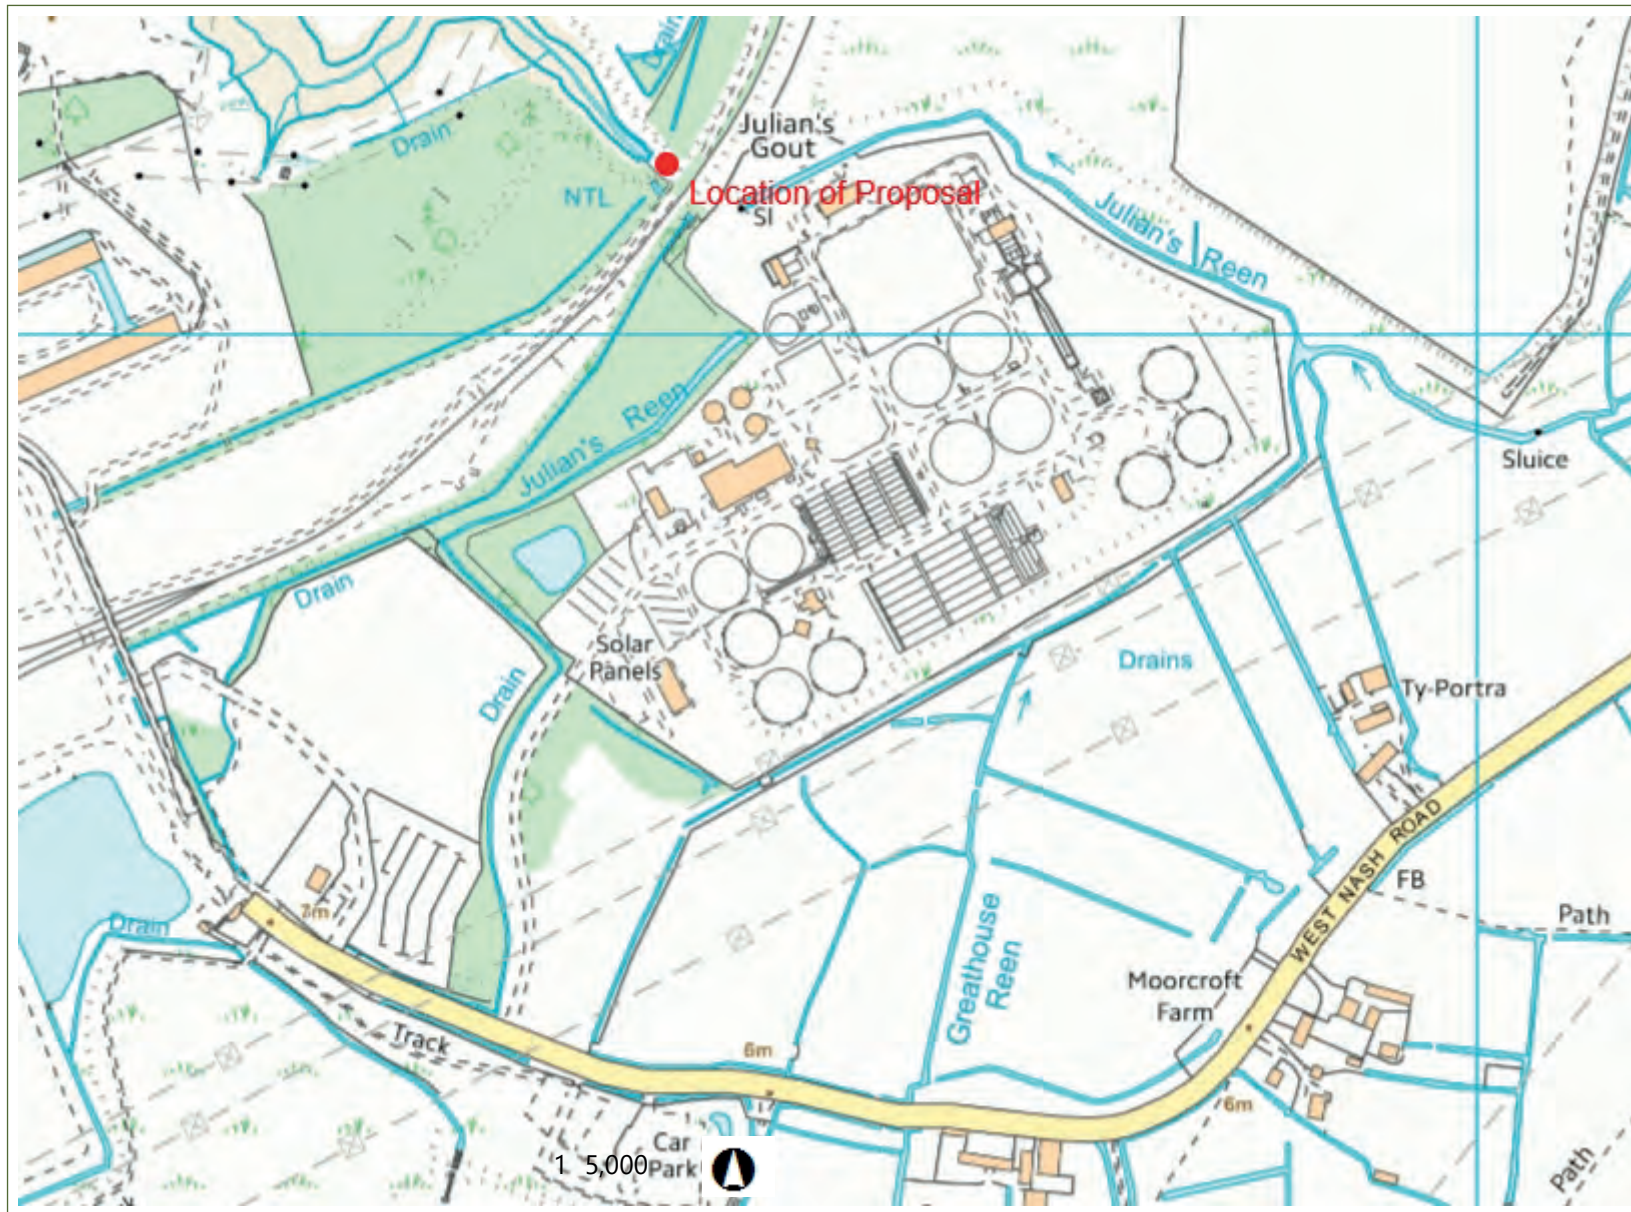 Drain
Julian's
Gout
Drain
NTL
Location of Proposal
SI
Julian's
Reen
Julian's Reen
Sluice
Drain
Solar
Panels
Drain
Drains
Ty-Portra
WEST NASH ROAD
FB
7m
Path
Drain
Greathouse
Reen
Moorcroft
Farm
Track
6m
6m
Car
Park
1 5,000
Path